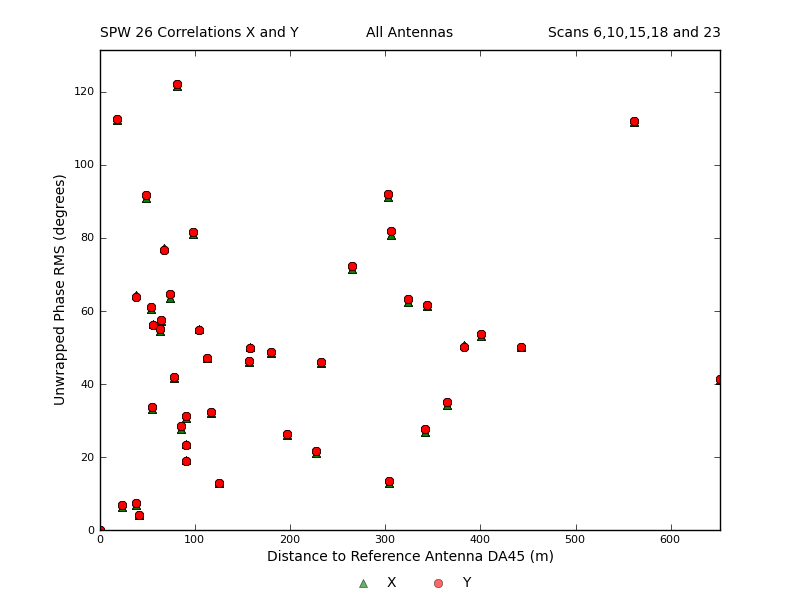 SPW 26 Correlations X and Y All Antennas Scans 6,10,15,18 and 23
120
100
80
60
40
20
0
Unwrapped Phase RMS (degrees)
0 100 200 300 400 500 600
Distance to Reference Antenna DA45 (m)
X Y